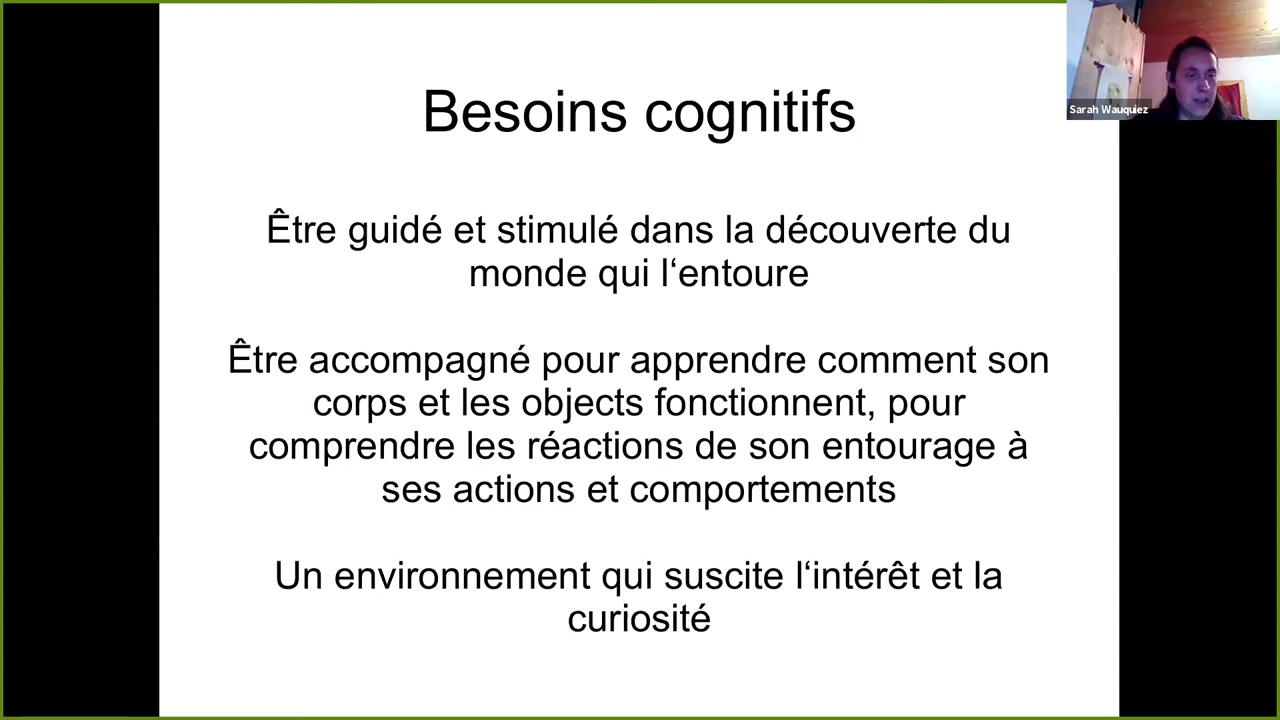 Besoins cognitifs
Sarah Wauquiez
Être guidé et stimulé dans la découverte du
monde qui l‘entoure
Être accompagné pour apprendre comment son
corps et les objects fonctionnent, pour
comprendre les réactions de son entourage à
ses actions et comportements
Un environnement qui suscite l‘intérêt et la
curiosité